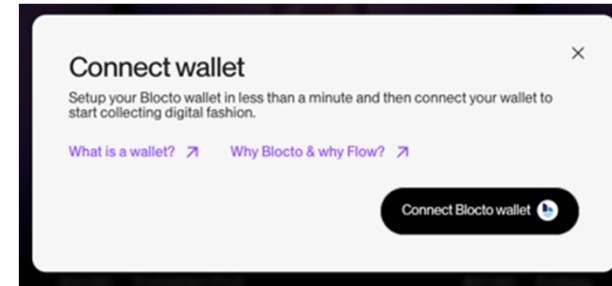 Connect wallet
Setup your Blocto wallet in less than a minute and then connect your wallet to
start collecting digital fashion.
What is a wallet? ↗ Why Blocto & why Flow? ↗
Connect Blocto wallet